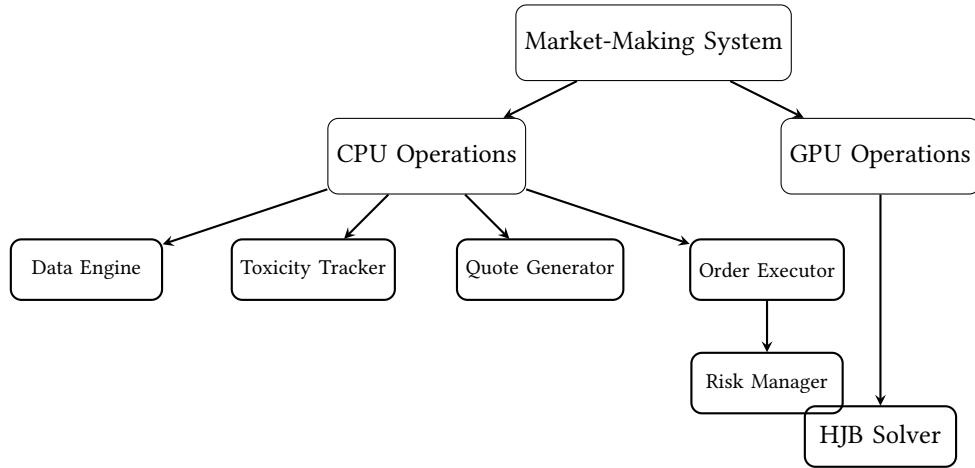 Market-Making System
CPU Operations
GPU Operations
Data Engine
Toxicity Tracker
Quote Generator
Order Executor
Risk Manager
HJB Solver